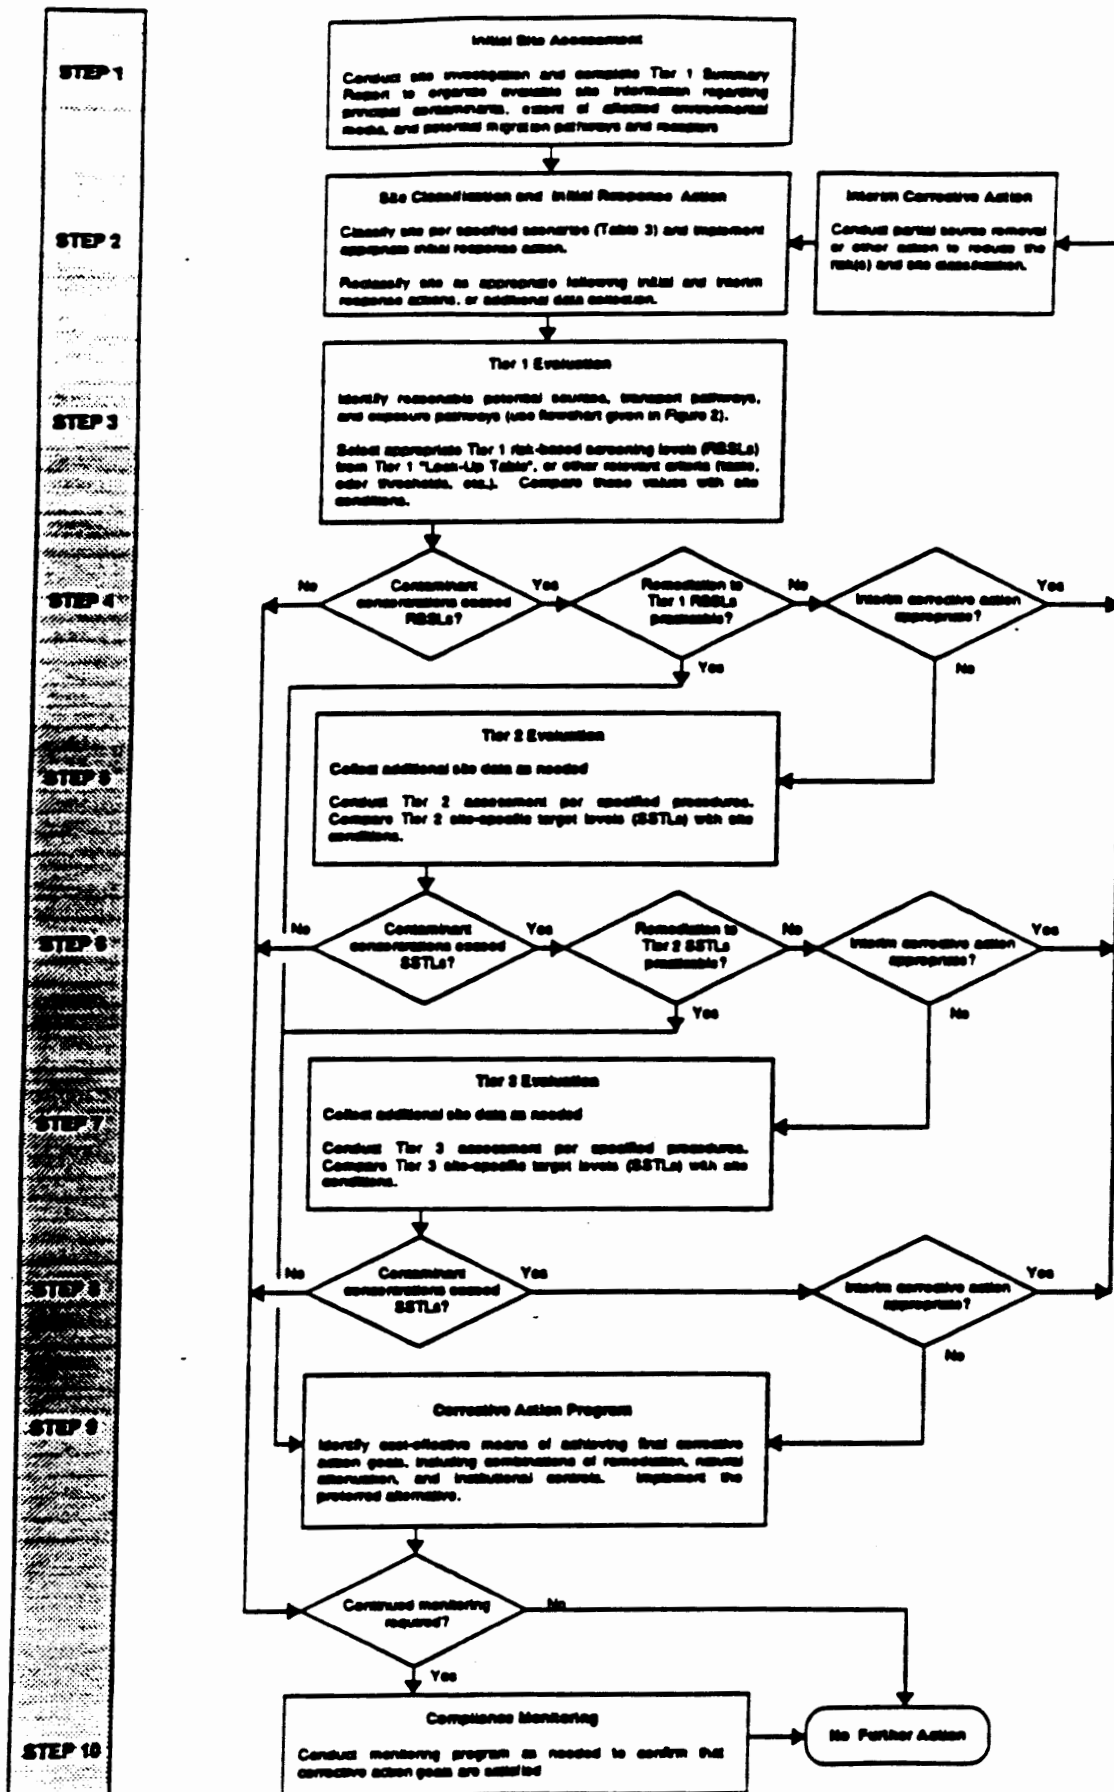 STEP 1
Initial Site Assessment
Conduct site investigation and complete Tier 1 Summary
Report to organize available site information regarding
principal contaminants, extent of affected environmental
media, and potential migration pathways and receptors
STEP 2
Site Classification and Initial Response Action
Classify site per specified scenarios (Table 3) and implement
appropriate initial response action.
Reclassify site as appropriate following initial and interim
response actions, or additional data collection.
Interim Corrective Action
Conduct partial source removal
or other action to reduce the
risk(s) and site classification.
STEP 3
Tier 1 Evaluation
Identify reasonable potential sources, transport pathways,
and exposure pathways (use flowchart given in Figure 2).
Select appropriate Tier 1 risk-based screening levels (RBSLs)
from Tier 1 "Look-Up Table", or other relevant criteria (taste,
odor thresholds, etc.). Compare these values with site
conditions.
STEP 4
No
Contaminant
concentrations exceed
RBSLs?
Yes
Remediation to
Tier 1 RBSLs
practicable?
No
Interim corrective action
appropriate?
Yes
Yes
No
STEP 5
Tier 2 Evaluation
Collect additional site data as needed
Conduct Tier 2 assessment per specified procedures.
Compare Tier 2 site-specific target levels (SSTLs) with site
conditions.
STEP 6
No
Contaminant
concentrations exceed
SSTLs?
Yes
Remediation to
Tier 2 SSTLs
practicable?
No
Interim corrective action
appropriate?
Yes
Yes
No
STEP 7
Tier 3 Evaluation
Collect additional site data as needed
Conduct Tier 3 assessment per specified procedures.
Compare Tier 3 site-specific target levels (SSTLs) with site
conditions.
STEP 8
No
Contaminant
concentrations exceed
SSTLs?
Yes
Interim corrective action
appropriate?
Yes
No
STEP 9
Corrective Action Program
Identify cost-effective means of achieving final corrective
action goals, including combinations of remediation, natural
attenuation, and institutional controls. Implement the
preferred alternative.
Continued monitoring
required?
No
Yes
STEP 10
Compliance Monitoring
Conduct monitoring program as needed to confirm that
corrective action goals are satisfied
No Further Action